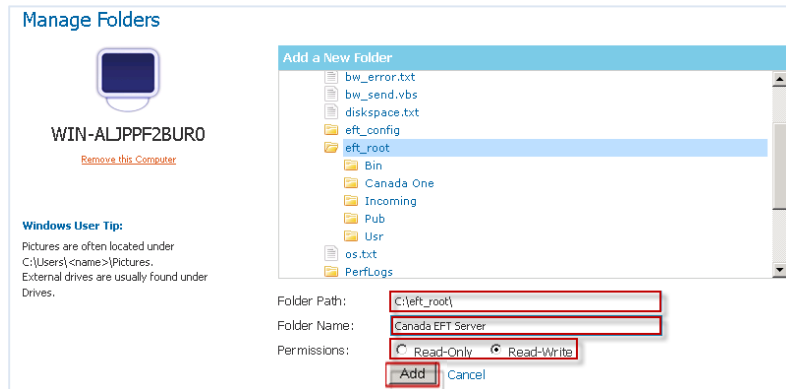 Manage Folders
WIN-ALJPPF2BUR0
Remove this Computer
Windows User Tip:
Pictures are often located under
C:\Users\<name>\Pictures.
External drives are usually found under
Drives.
Add a New Folder
bw_error.txt
bw_send.vbs
diskspace.txt
eft_config
eft_root
Bin
Canada One
Incoming
Pub
Usr
os.txt
PerfLogs
Folder Path: C:\eft_root\
Folder Name: Canada EFT Server
Permissions: Read-Only Read-Write
Add Cancel